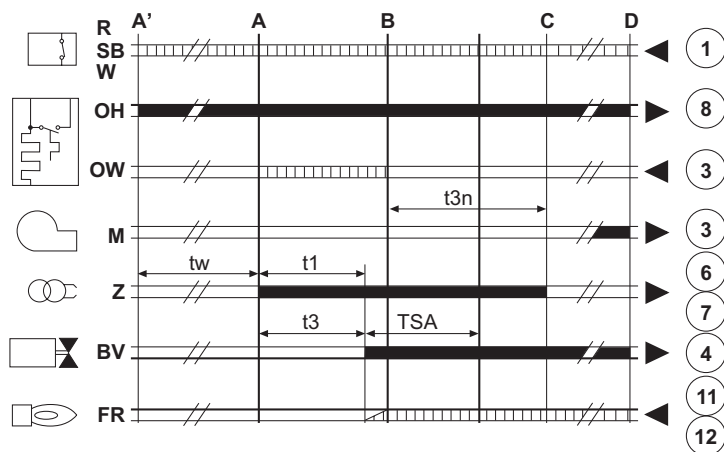 A' A B C D
R
SB 1
W
OH 8
OW 3
t3n
M 3
tw t1 6
Z 7
t3 TSA
BV 4
11
FR 12